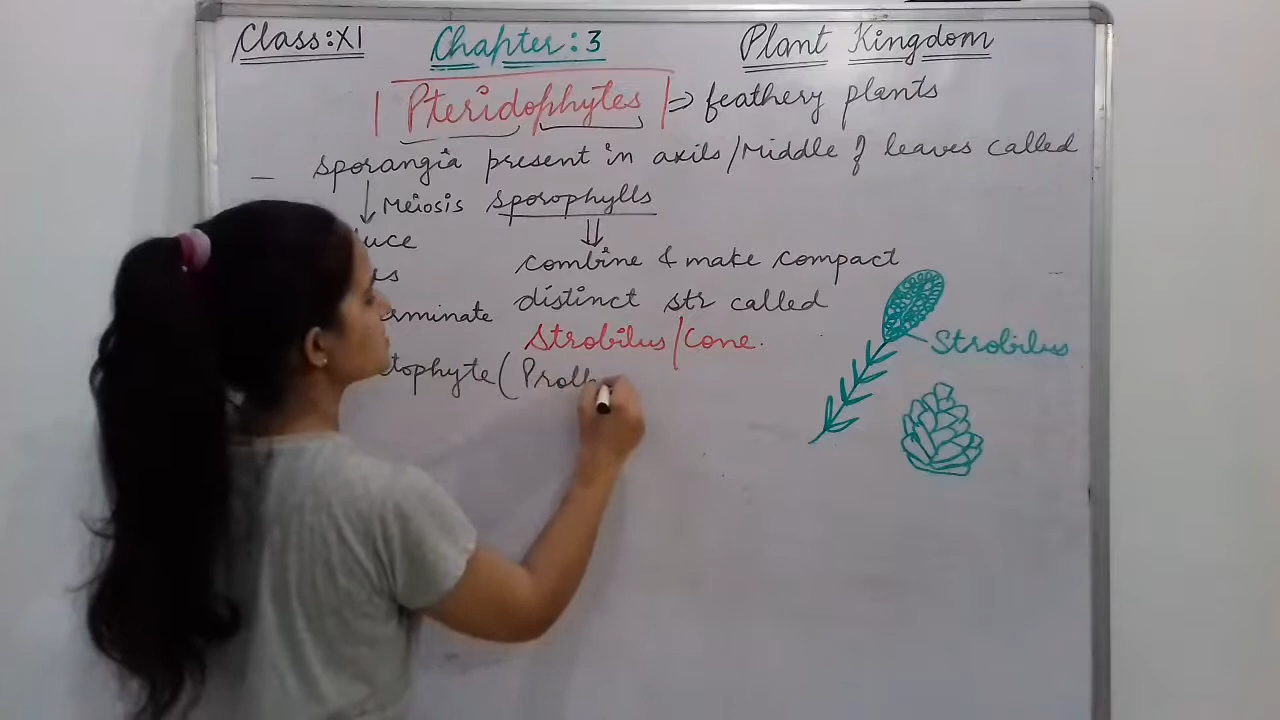 Class:XI Chapter:3 Plant Kingdom
Pteridophytes => feathery plants
— Sporangia present in axils/Middle of leaves called
↓ Meiosis Sporophylls
⇓
combine & make compact
distinct str called
Strobilus/Cone.
(
Strobilus